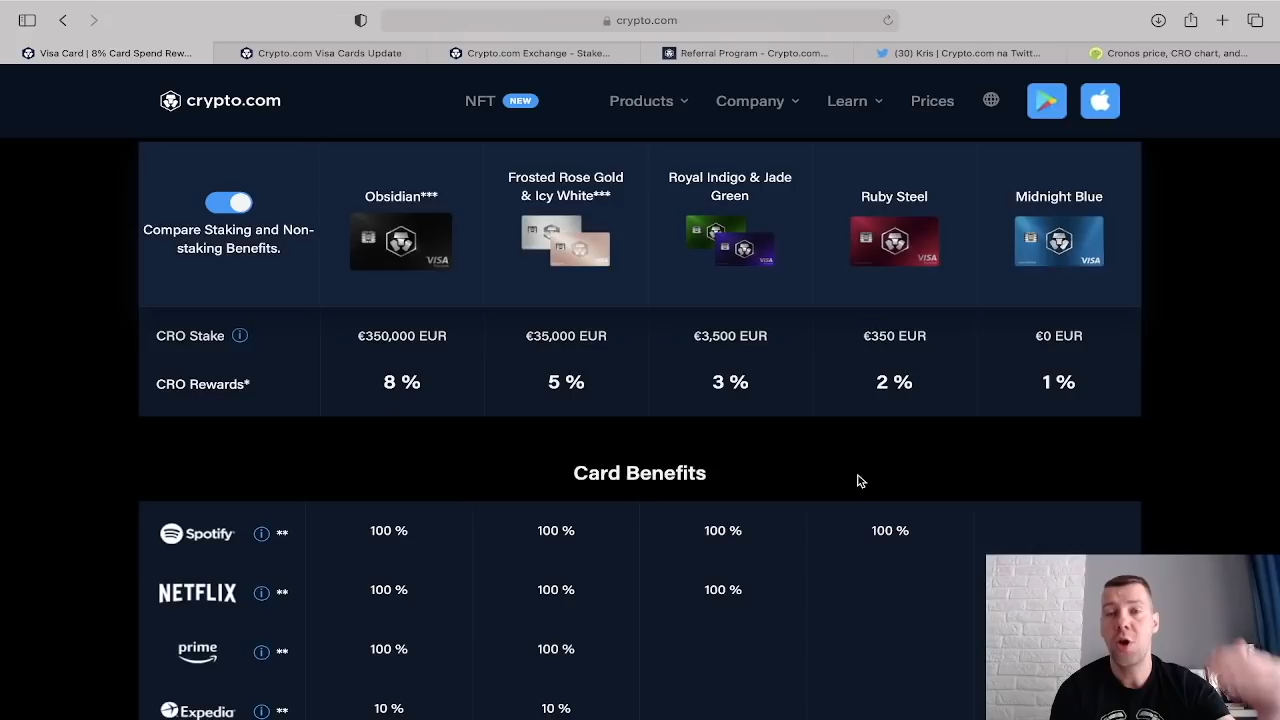 crypto.com
Visa Card | 8% Card Spend Rew...
Crypto.com Visa Cards Update
Crypto.com Exchange - Stake...
Referral Program - Crypto.com...
(30) Kris | Crypto.com na Twitt...
Cronos price, CRO chart, and...
crypto.com
NFT NEW
Products
Company
Learn
Prices
Compare Staking and Non-
staking Benefits.
Obsidian***
Frosted Rose Gold
& Icy White***
Royal Indigo & Jade
Green
Ruby Steel
Midnight Blue
VISA
VISA
VISA
VISA
VISA
CRO Stake €350,000 EUR €35,000 EUR €3,500 EUR €350 EUR €0 EUR
CRO Rewards* 8 % 5 % 3 % 2 % 1 %
Card Benefits
Spotify ** 100 % 100 % 100 % 100 %
NETFLIX ** 100 % 100 % 100 %
prime ** 100 % 100 %
Expedia ** 10 % 10 %